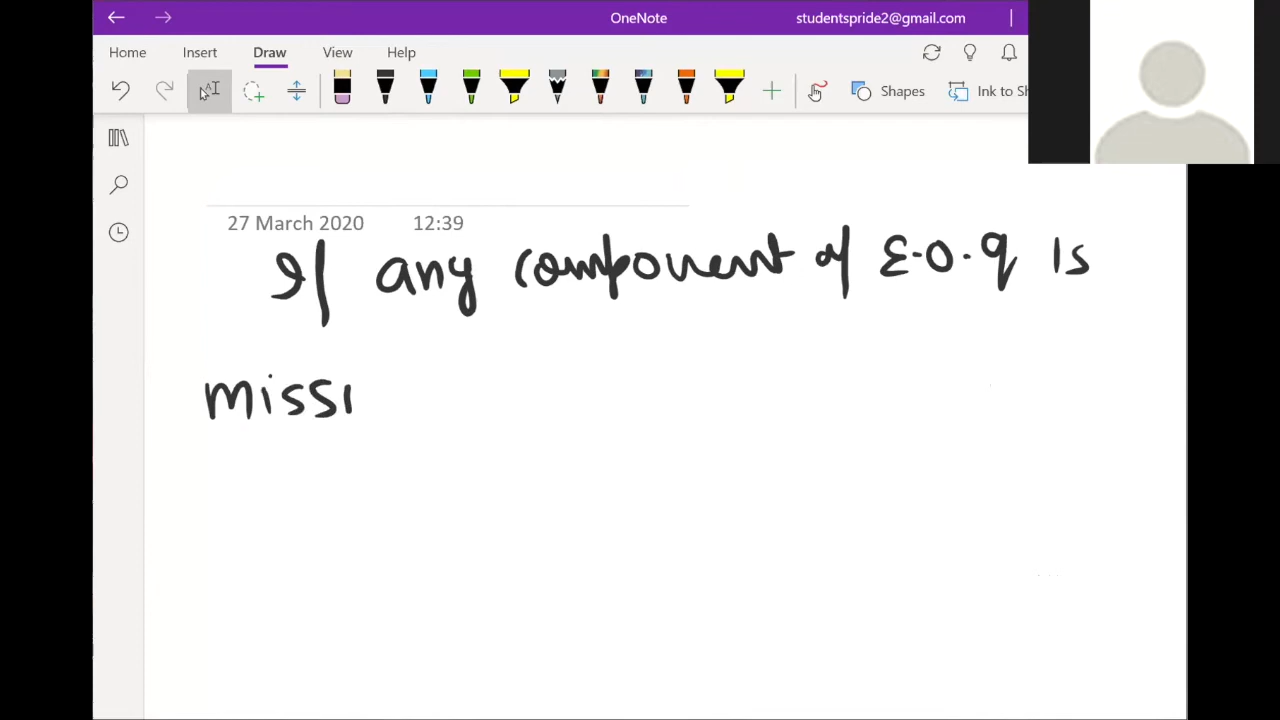 OneNote studentspride2@gmail.com
Home Insert Draw View Help
Shapes Ink to Sh
27 March 2020 12:39
If any component of E.O.q is
missi